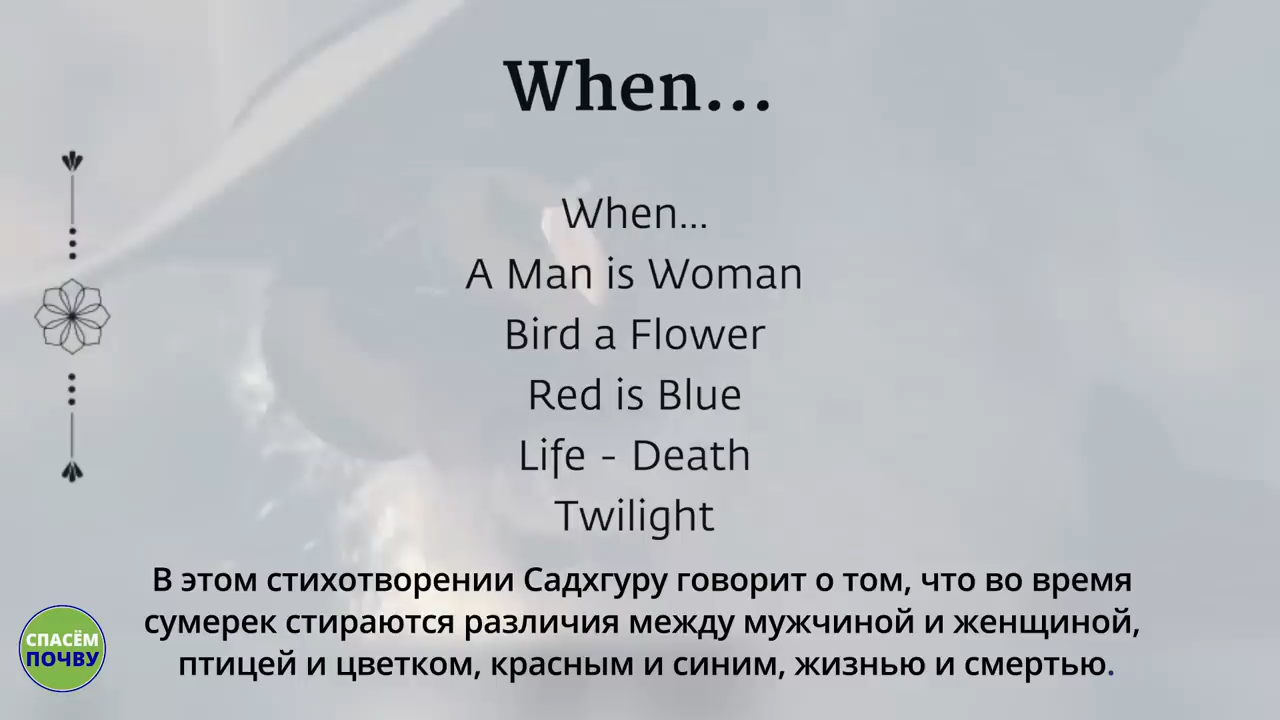 When...
When...
A Man is Woman
Bird a Flower
Red is Blue
Life - Death
Twilight
В этом стихотворении Садхгуру говорит о том, что во время
сумерек стираются различия между мужчиной и женщиной,
птицей и цветком, красным и синим, жизнью и смертью.
СПАСЁМ
ПОЧВУ